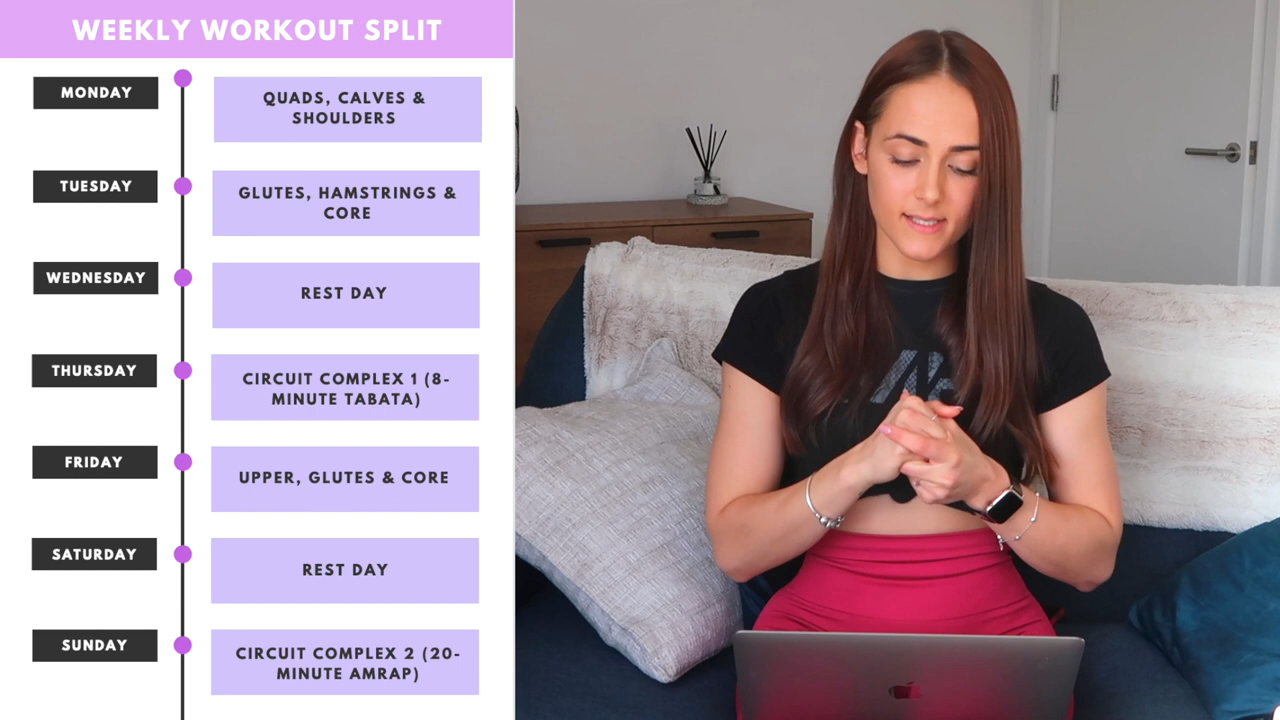 WEEKLY WORKOUT SPLIT
MONDAY
QUADS, CALVES &
SHOULDERS
TUESDAY
GLUTES, HAMSTRINGS &
CORE
WEDNESDAY
REST DAY
THURSDAY
CIRCUIT COMPLEX 1 (8-
MINUTE TABATA)
FRIDAY
UPPER, GLUTES & CORE
SATURDAY
REST DAY
SUNDAY
CIRCUIT COMPLEX 2 (20-
MINUTE AMRAP)